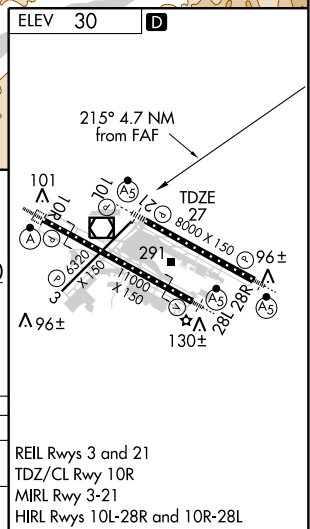 ELEV 30 D
215° 4.7 NM
from FAF
101
10R
10L
A5
21
TDZE
27
8000 X 150
P
P
A
P
P
6320
X 150
291
P
96±
A5
3
11000
X 150
V
A5
28L
28R
96±
130±
REIL Rwys 3 and 21
TDZ/CL Rwy 10R
MIRL Rwy 3-21
HIRL Rwys 10L-28R and 10R-28L